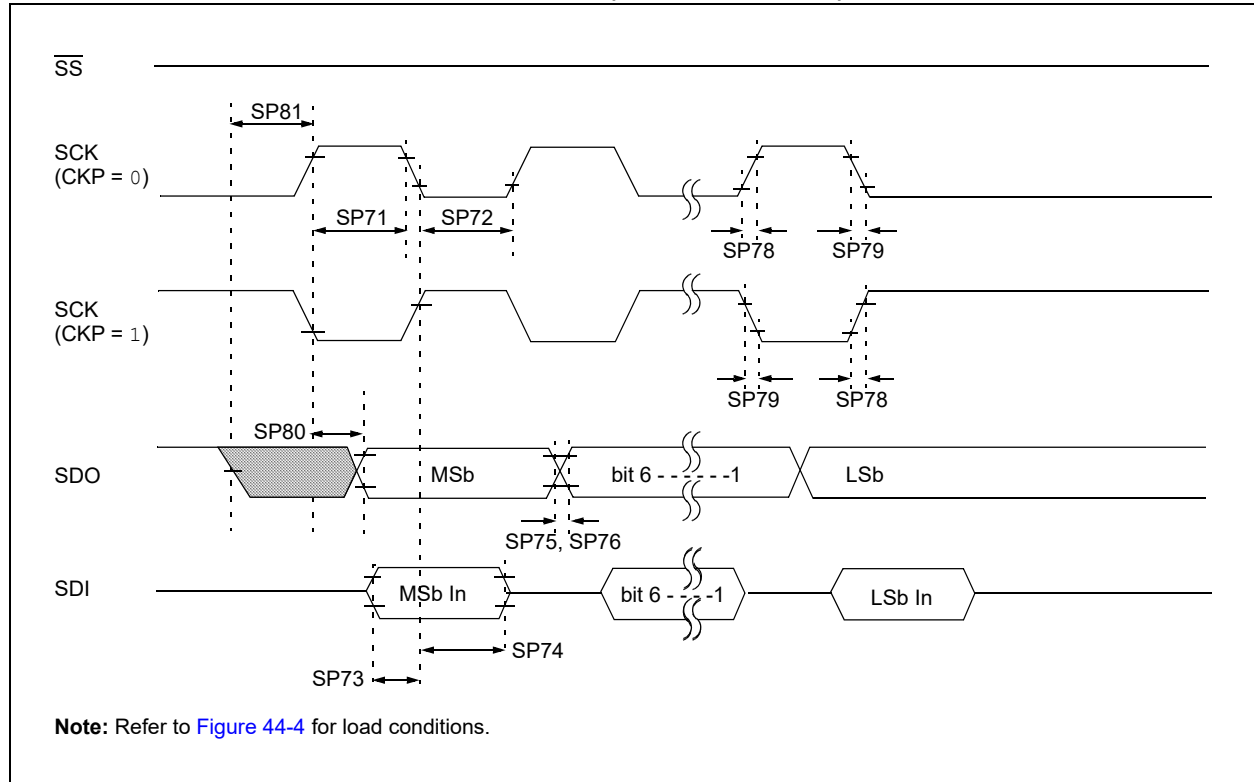 SS
SP81
SCK
(CKP = 0)
SP71
SP72
SP78
SP79
SCK
(CKP = 1)
SP79
SP78
SP80
SDO
MSb
bit 6 - - - - - - -1
LSb
SP75, SP76
SDI
MSb In
bit 6 - - - - -1
LSb In
SP74
SP73
Note: Refer to Figure 44-4 for load conditions.